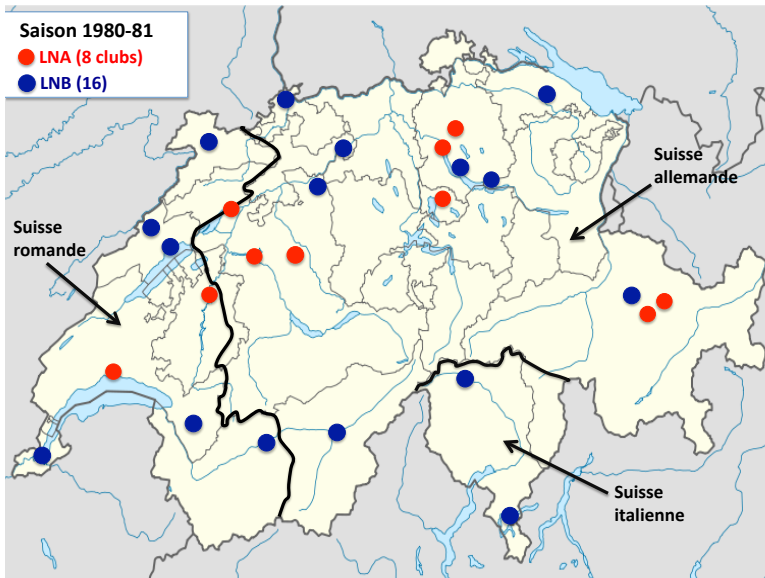 Saison 1980-81
LNA (8 clubs)
LNB (16)
Suisse
allemande
Suisse
romande
Suisse
italienne